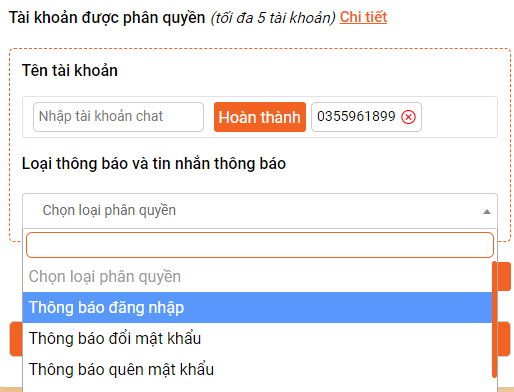 Tài khoản được phân quyền (tối đa 5 tài khoản) Chi tiết
Tên tài khoản
Nhập tài khoản chat Hoàn thành 0355961899
Loại thông báo và tin nhắn thông báo
Chọn loại phân quyền
Chọn loại phân quyền
Thông báo đăng nhập
Thông báo đổi mật khẩu
Thông báo quên mật khẩu